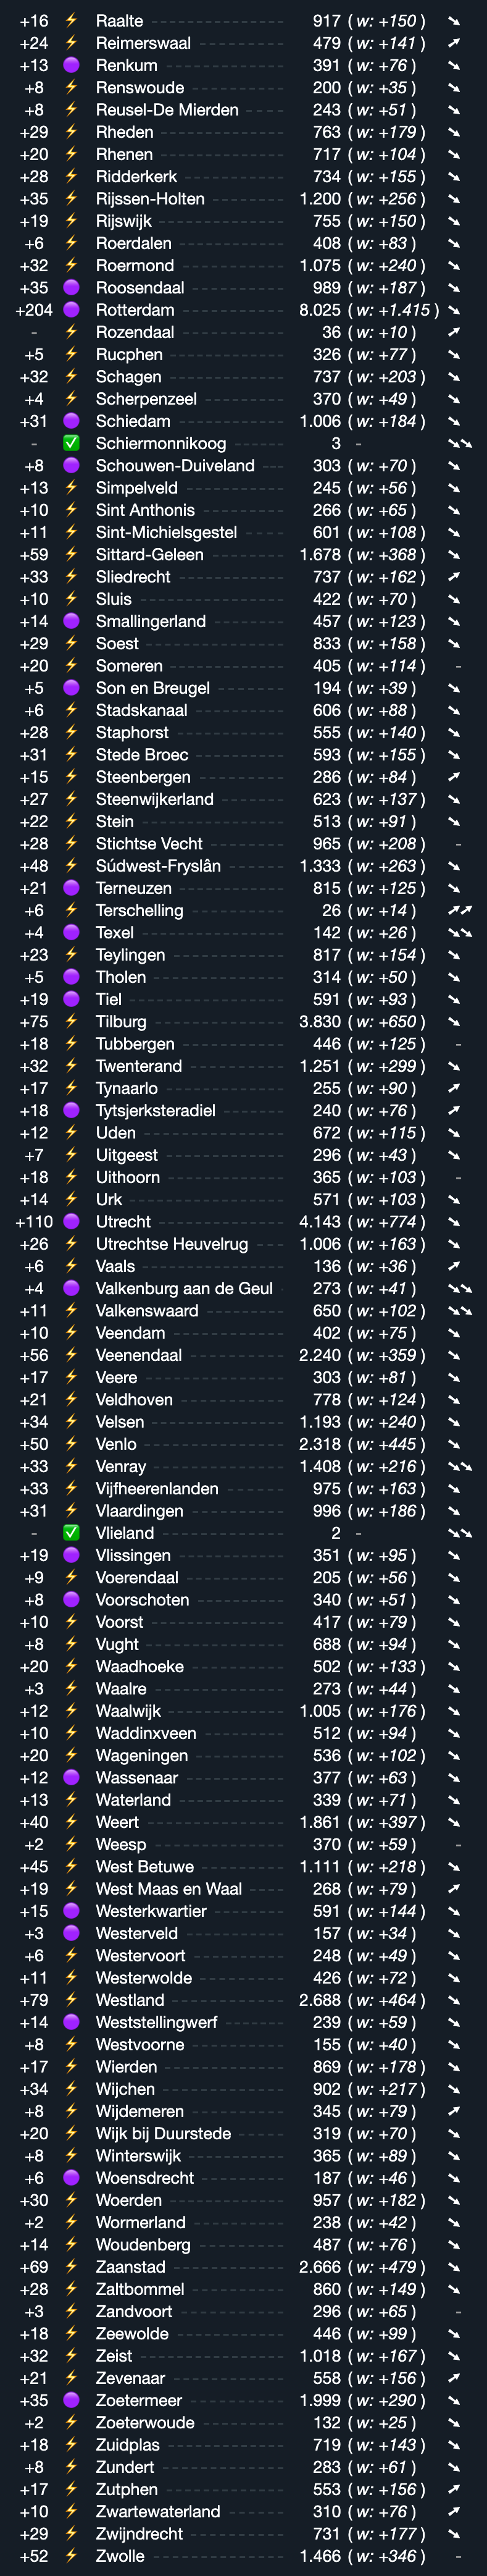 +16 ⚡ Raalte 917 (w: +150)
+24 ⚡ Reimerswaal 479 (w: +141)
+13 🟣 Renkum 391 (w: +76)
+8 ⚡ Renswoude 200 (w: +35)
+8 ⚡ Reusel-De Mierden 243 (w: +51)
+29 ⚡ Rheden 763 (w: +179)
+20 ⚡ Rhenen 717 (w: +104)
+28 ⚡ Ridderkerk 734 (w: +155)
+35 ⚡ Rijssen-Holten 1.200 (w: +256)
+19 ⚡ Rijswijk 755 (w: +150)
+6 ⚡ Roerdalen 408 (w: +83)
+32 ⚡ Roermond 1.075 (w: +240)
+35 🟣 Roosendaal 989 (w: +187)
+204 🟣 Rotterdam 8.025 (w: +1.415)
- ⚡ Rozendaal 36 (w: +10)
+5 ⚡ Rucphen 326 (w: +77)
+32 ⚡ Schagen 737 (w: +203)
+4 ⚡ Scherpenzeel 370 (w: +49)
+31 🟣 Schiedam 1.006 (w: +184)
- ✅ Schiermonnikoog 3 -
+8 🟣 Schouwen-Duiveland 303 (w: +70)
+13 ⚡ Simpelveld 245 (w: +56)
+10 ⚡ Sint Anthonis 266 (w: +65)
+11 ⚡ Sint-Michielsgestel 601 (w: +108)
+59 ⚡ Sittard-Geleen 1.678 (w: +368)
+33 ⚡ Sliedrecht 737 (w: +162)
+10 ⚡ Sluis 422 (w: +70)
+14 🟣 Smallingerland 457 (w: +123)
+29 ⚡ Soest 833 (w: +158)
+20 ⚡ Someren 405 (w: +114) -
+5 🟣 Son en Breugel 194 (w: +39)
+6 ⚡ Stadskanaal 606 (w: +88)
+28 ⚡ Staphorst 555 (w: +140)
+31 ⚡ Stede Broec 593 (w: +155)
+15 ⚡ Steenbergen 286 (w: +84)
+27 ⚡ Steenwijkerland 623 (w: +137)
+22 ⚡ Stein 513 (w: +91)
+28 ⚡ Stichtse Vecht 965 (w: +208) -
+48 ⚡ Súdwest-Fryslân 1.333 (w: +263)
+21 🟣 Terneuzen 815 (w: +125)
+6 ⚡ Terschelling 26 (w: +14)
+4 🟣 Texel 142 (w: +26)
+23 ⚡ Teylingen 817 (w: +154)
+5 🟣 Tholen 314 (w: +50)
+19 🟣 Tiel 591 (w: +93)
+75 ⚡ Tilburg 3.830 (w: +650)
+18 ⚡ Tubbergen 446 (w: +125) -
+32 ⚡ Twenterand 1.251 (w: +299)
+17 ⚡ Tynaarlo 255 (w: +90)
+18 🟣 Tytsjerksteradiel 240 (w: +76)
+12 ⚡ Uden 672 (w: +115)
+7 ⚡ Uitgeest 296 (w: +43)
+18 ⚡ Uithoorn 365 (w: +103) -
+14 ⚡ Urk 571 (w: +103)
+110 🟣 Utrecht 4.143 (w: +774)
+26 ⚡ Utrechtse Heuvelrug 1.006 (w: +163)
+6 ⚡ Vaals 136 (w: +36)
+4 🟣 Valkenburg aan de Geul 273 (w: +41)
+11 ⚡ Valkenswaard 650 (w: +102)
+10 ⚡ Veendam 402 (w: +75)
+56 ⚡ Veenendaal 2.240 (w: +359)
+17 ⚡ Veere 303 (w: +81)
+21 ⚡ Veldhoven 778 (w: +124)
+34 ⚡ Velsen 1.193 (w: +240)
+50 ⚡ Venlo 2.318 (w: +445)
+33 ⚡ Venray 1.408 (w: +216)
+33 ⚡ Vijfheerenlanden 975 (w: +163)
+31 ⚡ Vlaardingen 996 (w: +186)
- ✅ Vlieland 2 -
+19 🟣 Vlissingen 351 (w: +95)
+9 ⚡ Voerendaal 205 (w: +56)
+8 🟣 Voorschoten 340 (w: +51)
+10 ⚡ Voorst 417 (w: +79)
+8 ⚡ Vught 688 (w: +94)
+20 ⚡ Waadhoeke 502 (w: +133)
+3 ⚡ Waalre 273 (w: +44)
+12 ⚡ Waalwijk 1.005 (w: +176)
+10 ⚡ Waddinxveen 512 (w: +94)
+20 ⚡ Wageningen 536 (w: +102)
+12 🟣 Wassenaar 377 (w: +63)
+13 ⚡ Waterland 339 (w: +71)
+40 ⚡ Weert 1.861 (w: +397)
+2 ⚡ Weesp 370 (w: +59) -
+45 ⚡ West Betuwe 1.111 (w: +218)
+19 ⚡ West Maas en Waal 268 (w: +79)
+15 🟣 Westerkwartier 591 (w: +144)
+3 🟣 Westerveld 157 (w: +34)
+6 ⚡ Westervoort 248 (w: +49)
+11 ⚡ Westerwolde 426 (w: +72)
+79 ⚡ Westland 2.688 (w: +464)
+14 🟣 Weststellingwerf 239 (w: +59)
+8 ⚡ Westvoorne 155 (w: +40)
+17 ⚡ Wierden 869 (w: +178)
+34 ⚡ Wijchen 902 (w: +217)
+8 ⚡ Wijdemeren 345 (w: +79)
+20 ⚡ Wijk bij Duurstede 319 (w: +70)
+8 ⚡ Winterswijk 365 (w: +89)
+6 🟣 Woensdrecht 187 (w: +46)
+30 ⚡ Woerden 957 (w: +182)
+2 ⚡ Wormerland 238 (w: +42)
+14 ⚡ Woudenberg 487 (w: +76)
+69 ⚡ Zaanstad 2.666 (w: +479)
+28 ⚡ Zaltbommel 860 (w: +149)
+3 ⚡ Zandvoort 296 (w: +65) -
+18 ⚡ Zeewolde 446 (w: +99)
+32 ⚡ Zeist 1.018 (w: +167)
+21 ⚡ Zevenaar 558 (w: +156)
+35 🟣 Zoetermeer 1.999 (w: +290)
+2 ⚡ Zoeterwoude 132 (w: +25)
+18 ⚡ Zuidplas 719 (w: +143)
+8 ⚡ Zundert 283 (w: +61)
+17 ⚡ Zutphen 553 (w: +156)
+10 ⚡ Zwartewaterland 310 (w: +76)
+29 ⚡ Zwijndrecht 731 (w: +177)
+52 ⚡ Zwolle 1.466 (w: +346) -